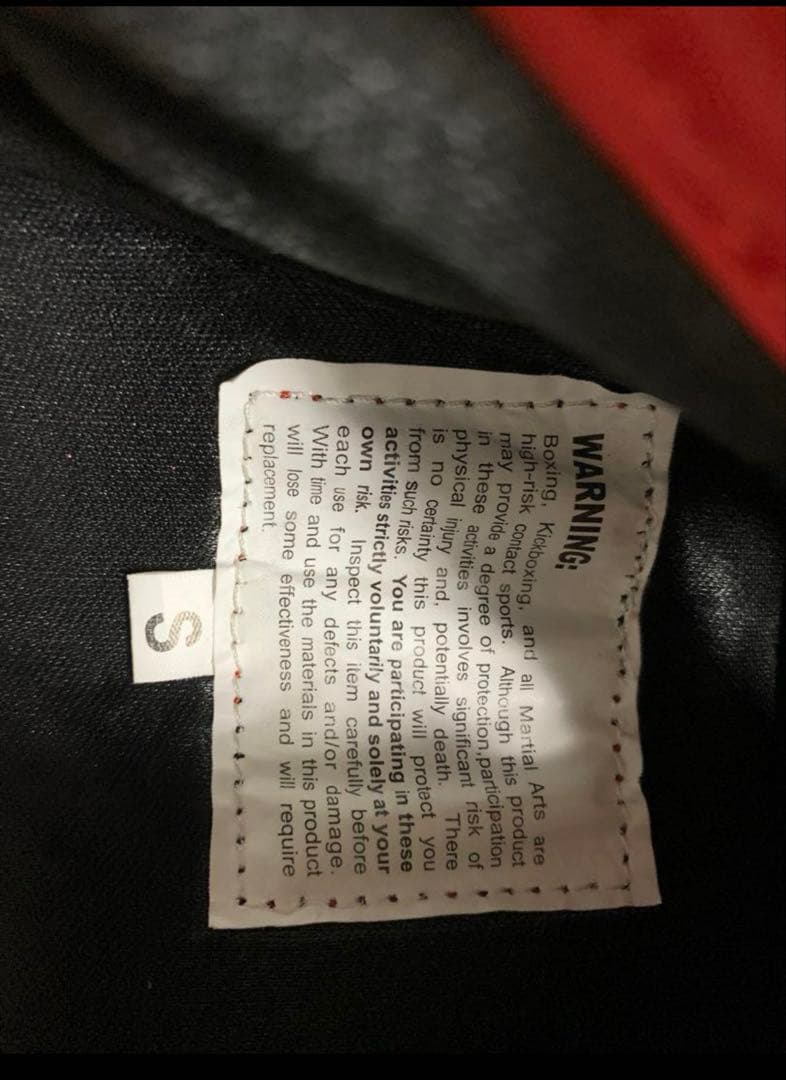 WARNING:
Boxing, Kickboxing, and all Martial Arts are
high-risk contact sports. Although this product
may provide a degree of protection,participation
in these activities involves significant risk of
physical injury and, potentially death. There
is no certainty this product will protect you
from such risks. You are participating in these
activities strictly voluntarily and solely at your
own risk. Inspect this item carefully before
each use for any defects and/or damage.
With time and use the materials in this product
will lose some effectiveness and will require
replacement.
S